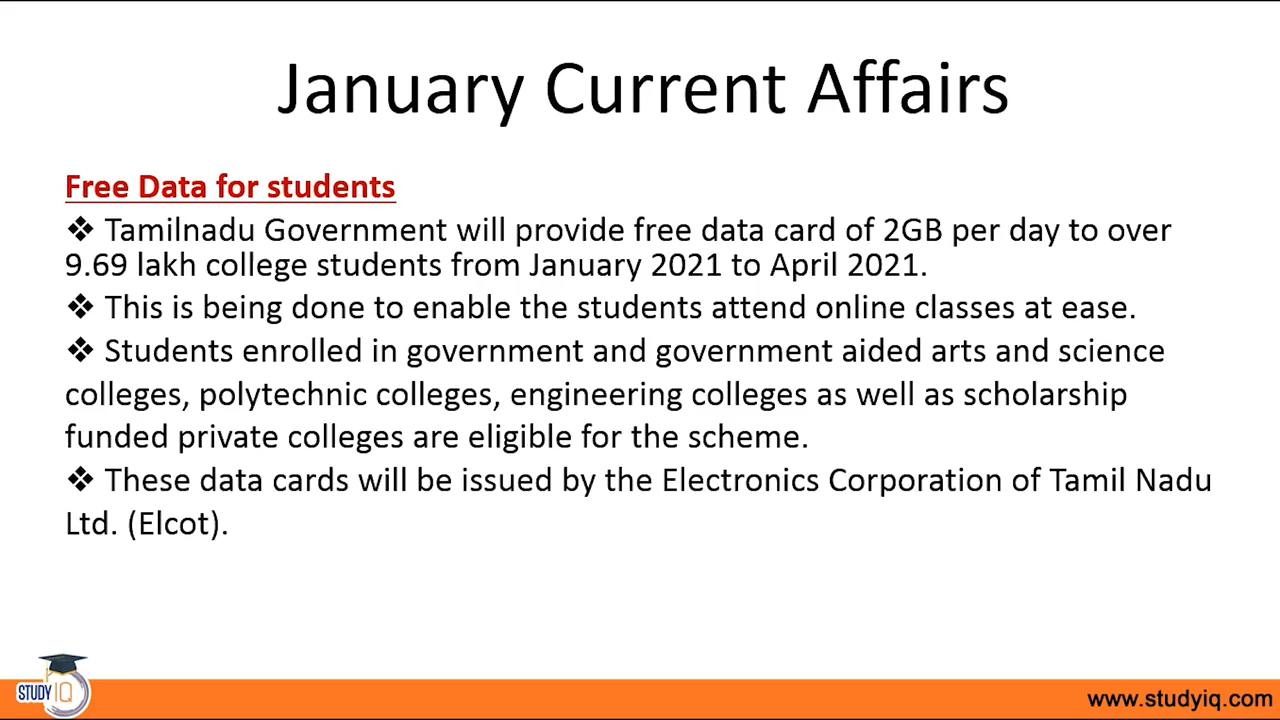 January Current Affairs
Free Data for students
❖ Tamilnadu Government will provide free data card of 2GB per day to over
9.69 lakh college students from January 2021 to April 2021.
❖ This is being done to enable the students attend online classes at ease.
❖ Students enrolled in government and government aided arts and science
colleges, polytechnic colleges, engineering colleges as well as scholarship
funded private colleges are eligible for the scheme.
❖ These data cards will be issued by the Electronics Corporation of Tamil Nadu
Ltd. (Elcot).
STUDY IQ
www.studyiq.com